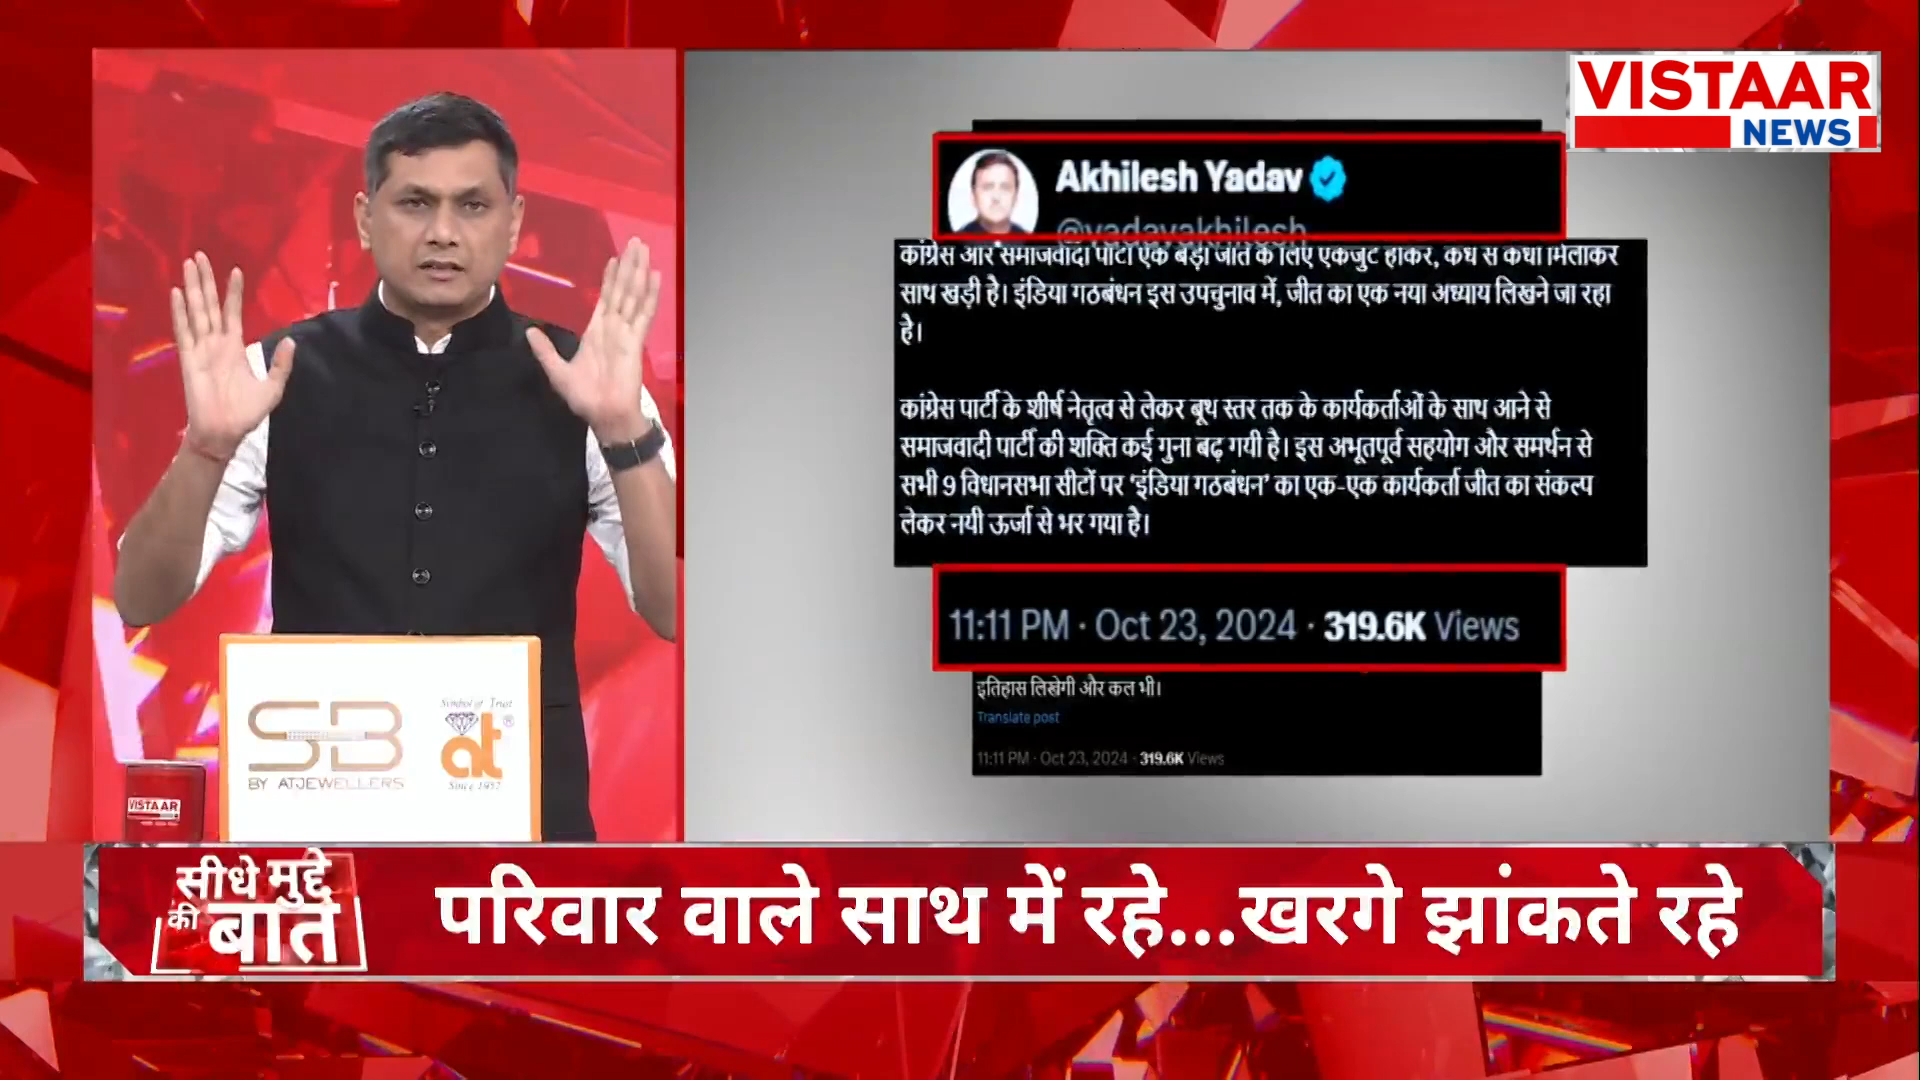 VISTAAR
NEWS
Akhilesh Yadav
@yadavakhilesh
कांग्रेस और समाजवादी पार्टी एक बड़ी जीत के लिए एकजुट होकर, कंधे से कंधा मिलाकर
साथ खड़ी है। इंडिया गठबंधन इस उपचुनाव में, जीत का एक नया अध्याय लिखने जा रहा
है।
कांग्रेस पार्टी के शीर्ष नेतृत्व से लेकर बूथ स्तर तक के कार्यकर्ताओं के साथ आने से
समाजवादी पार्टी की शक्ति कई गुना बढ़ गयी है। इस अभूतपूर्व सहयोग और समर्थन से
सभी 9 विधानसभा सीटों पर ‘इंडिया गठबंधन’ का एक-एक कार्यकर्ता जीत का संकल्प
लेकर नयी ऊर्जा से भर गया है।
11:11 PM · Oct 23, 2024 · 319.6K Views
इतिहास लिखेगी और कल भी।
Translate post
11:11 PM · Oct 23, 2024 · 319.6K Views
SB
BY ATJEWELLERS
Symbol of Trust
at®
Since 1957
VISTAAR
सीधे मुद्दे
की बात
परिवार वाले साथ में रहे...खरगे झांकते रहे